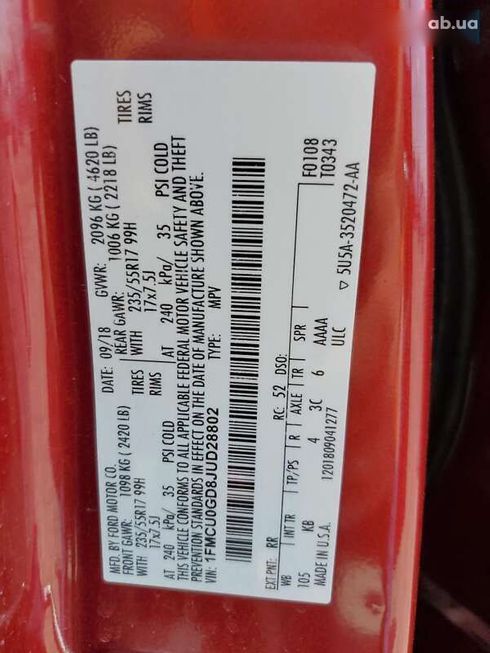 ab.ua
MFD. BY FORD MOTOR CO. DATE: 09/18 GVWR: 2096 KG ( 4620 LB)
FRONT GAWR: 1098 KG ( 2420 LB) REAR GAWR: 1006 KG ( 2218 LB)
WITH 235/55R17 99H TIRES WITH 235/55R17 99H TIRES
17x7.5J RIMS 17x7.5J RIMS
AT 240 kPa/ 35 PSI COLD AT 240 kPa/ 35 PSI COLD
THIS VEHICLE CONFORMS TO ALL APPLICABLE FEDERAL MOTOR VEHICLE SAFETY AND THEFT
PREVENTION STANDARDS IN EFFECT ON THE DATE OF MANUFACTURE SHOWN ABOVE.
VIN: 1FMCU0GD8JUD28802 TYPE: MPV
F0108
T0343
EXT PNT: RR RC: 52 DSO:
WB INT TR TP/PS R AXLE TR SPR
105 KB 4 3C 6 AAAA
MADE IN U.S.A. 1201809041277 ULC
▽ 5U5A-3520472-AA